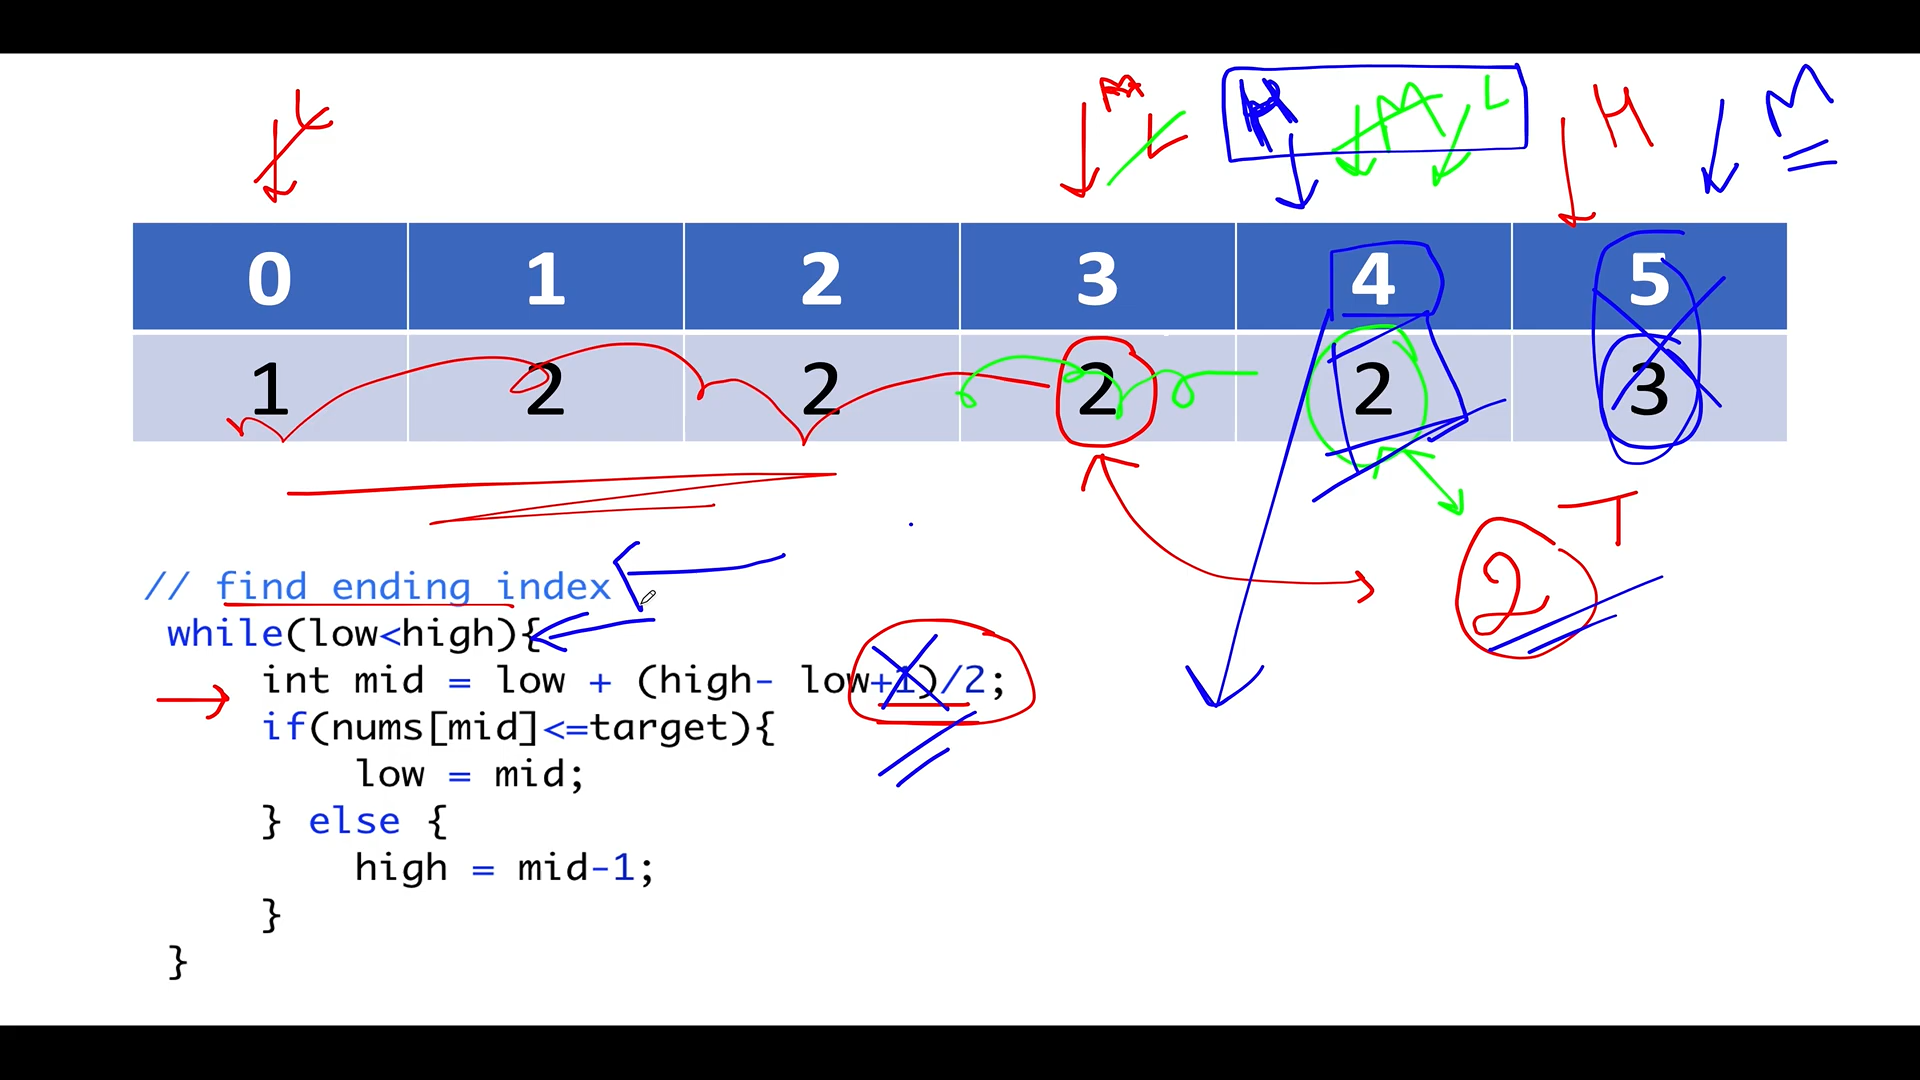 L M L H M L H M
0 1 2 3 4 5
1 2 2 2 2 3
T
2
// find ending index
while(low<high){
int mid = low + (high- low+1)/2;
if(nums[mid]<=target){
low = mid;
} else {
high = mid-1;
}
}